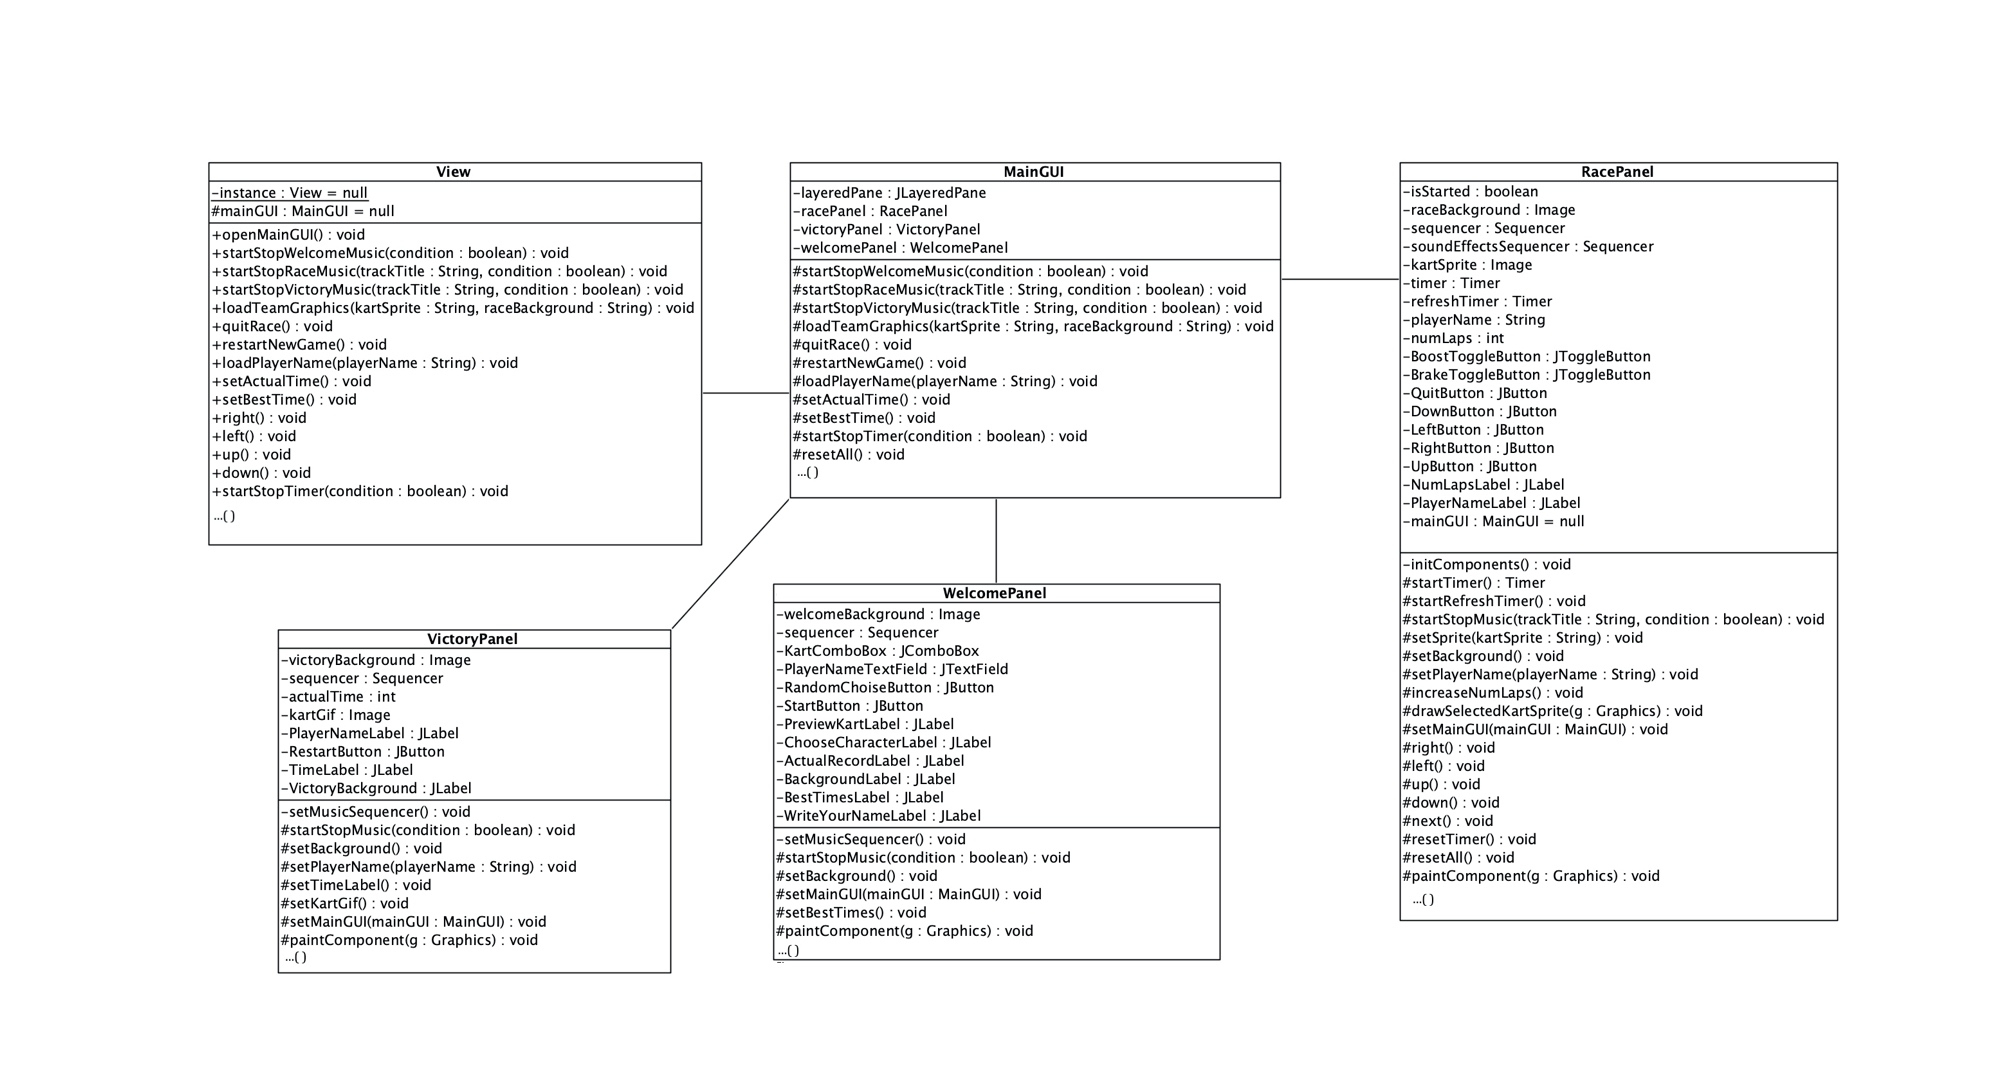 View
-instance : View = null
#mainGUI : MainGUI = null
+openMainGUI() : void
+startStopWelcomeMusic(condition : boolean) : void
+startStopRaceMusic(trackTitle : String, condition : boolean) : void
+startStopVictoryMusic(trackTitle : String, condition : boolean) : void
+loadTeamGraphics(kartSprite : String, raceBackground : String) : void
+quitRace() : void
+restartNewGame() : void
+loadPlayerName(playerName : String) : void
+setActualTime() : void
+setBestTime() : void
+right() : void
+left() : void
+up() : void
+down() : void
+startStopTimer(condition : boolean) : void
...( )
MainGUI
-layeredPane : JLayeredPane
-racePanel : RacePanel
-victoryPanel : VictoryPanel
-welcomePanel : WelcomePanel
#startStopWelcomeMusic(condition : boolean) : void
#startStopRaceMusic(trackTitle : String, condition : boolean) : void
#startStopVictoryMusic(trackTitle : String, condition : boolean) : void
#loadTeamGraphics(kartSprite : String, raceBackground : String) : void
#quitRace() : void
#restartNewGame() : void
#loadPlayerName(playerName : String) : void
#setActualTime() : void
#setBestTime() : void
#startStopTimer(condition : boolean) : void
#resetAll() : void
...( )
RacePanel
-isStarted : boolean
-raceBackground : Image
-sequencer : Sequencer
-soundEffectsSequencer : Sequencer
-kartSprite : Image
-timer : Timer
-refreshTimer : Timer
-playerName : String
-numLaps : int
-BoostToggleButton : JToggleButton
-BrakeToggleButton : JToggleButton
-QuitButton : JButton
-DownButton : JButton
-LeftButton : JButton
-RightButton : JButton
-UpButton : JButton
-NumLapsLabel : JLabel
-PlayerNameLabel : JLabel
-mainGUI : MainGUI = null
-initComponents() : void
#startTimer() : Timer
#startRefreshTimer() : void
#startStopMusic(trackTitle : String, condition : boolean) : void
#setSprite(kartSprite : String) : void
#setBackground() : void
#setPlayerName(playerName : String) : void
#increaseNumLaps() : void
#drawSelectedKartSprite(g : Graphics) : void
#setMainGUI(mainGUI : MainGUI) : void
#right() : void
#left() : void
#up() : void
#down() : void
#next() : void
#resetTimer() : void
#resetAll() : void
#paintComponent(g : Graphics) : void
...( )
VictoryPanel
-victoryBackground : Image
-sequencer : Sequencer
-actualTime : int
-kartGif : Image
-PlayerNameLabel : JLabel
-RestartButton : JButton
-TimeLabel : JLabel
-VictoryBackground : JLabel
-setMusicSequencer() : void
#startStopMusic(condition : boolean) : void
#setBackground() : void
#setPlayerName(playerName : String) : void
#setTimeLabel() : void
#setKartGif() : void
#setMainGUI(mainGUI : MainGUI) : void
#paintComponent(g : Graphics) : void
...( )
WelcomePanel
-welcomeBackground : Image
-sequencer : Sequencer
-KartComboBox : JComboBox
-PlayerNameTextField : JTextField
-RandomChoiseButton : JButton
-StartButton : JButton
-PreviewKartLabel : JLabel
-ChooseCharacterLabel : JLabel
-ActualRecordLabel : JLabel
-BackgroundLabel : JLabel
-BestTimesLabel : JLabel
-WriteYourNameLabel : JLabel
-setMusicSequencer() : void
#startStopMusic(condition : boolean) : void
#setBackground() : void
#setMainGUI(mainGUI : MainGUI) : void
#setBestTimes() : void
#paintComponent(g : Graphics) : void
...( )